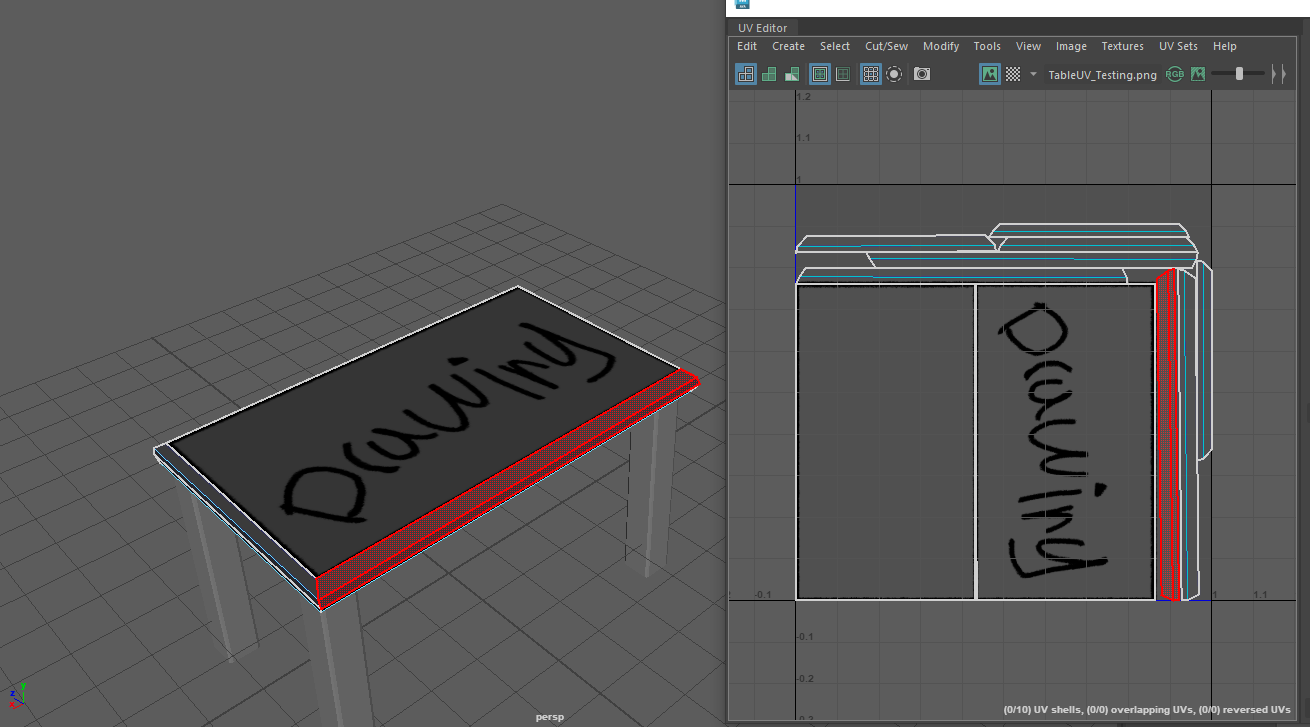 UV Editor
Edit Create Select Cut/Sew Modify Tools View Image Textures UV Sets Help
TableUV_Testing.png RGB
1.2
1.1
1
-0.1 1 1.1
-0.1
-0.2
-0.3
Drawing
Drawing
y
z
x
persp
(0/10) UV shells, (0/0) overlapping UVs, (0/0) reversed UVs